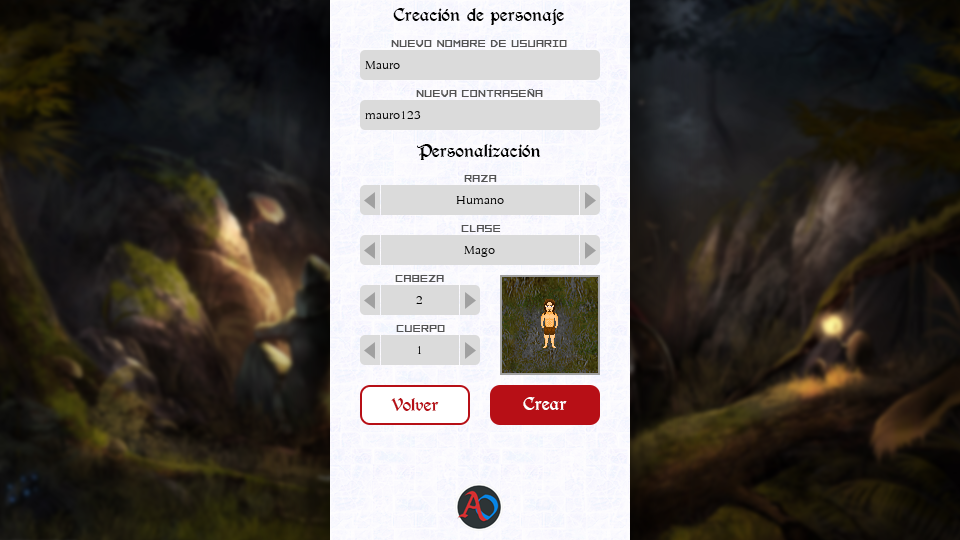 Creación de personaje
NUEVO NOMBRE DE USUARIO
Mauro
NUEVA CONTRASEÑA
mauro123
Personalización
RAZA
Humano
CLASE
Mago
CABEZA
2
CUERPO
1
Volver
Crear
AO